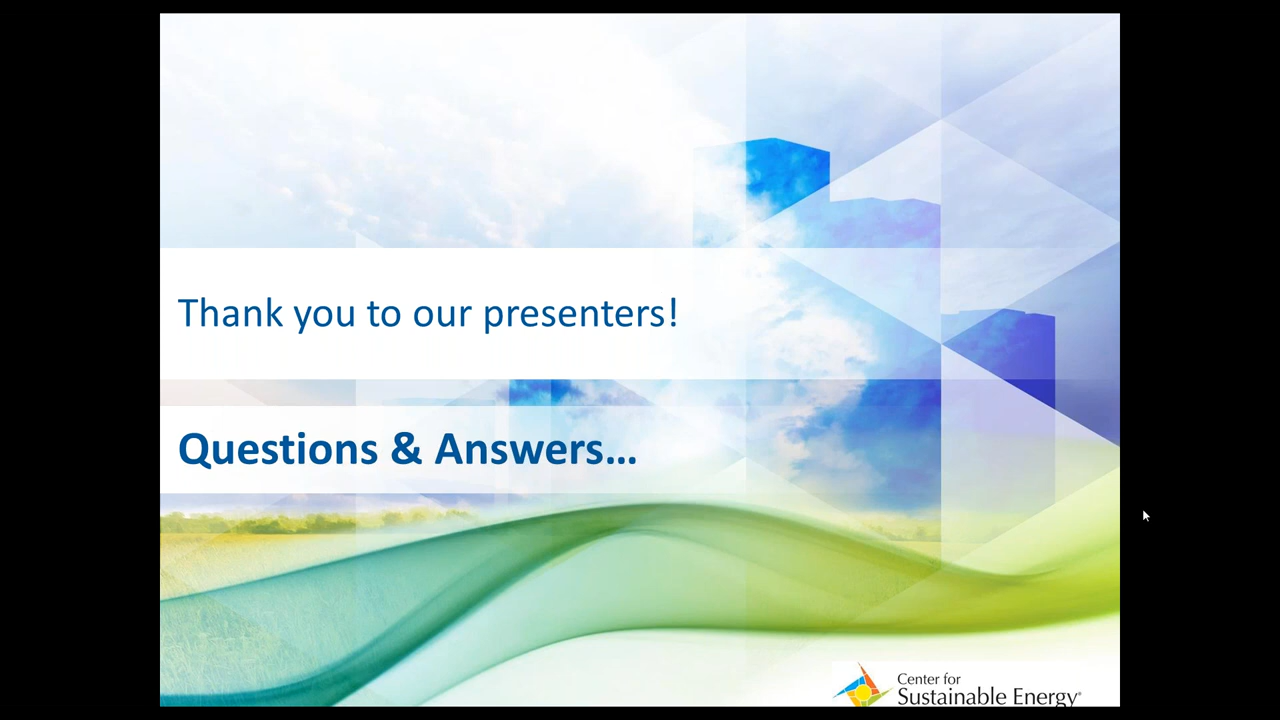 Thank you to our presenters!
Questions & Answers…
Center for
Sustainable Energy®